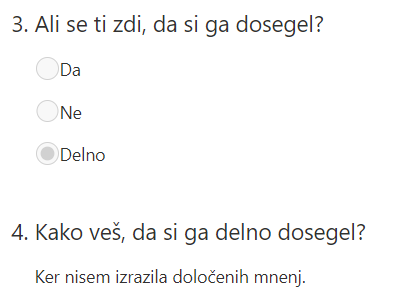 3. Ali se ti zdi, da si ga dosegel?
Da
Ne
Delno
4. Kako veš, da si ga delno dosegel?
Ker nisem izrazila določenih mnenj.